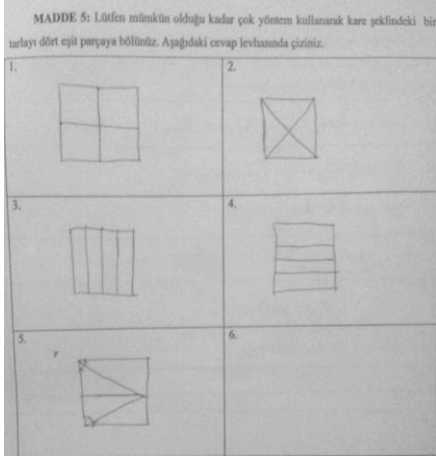 MADDE 5: Lütfen mümkün olduğu kadar çok yöntem kullanarak kare şeklindeki bir
tarlayı dört eşit parçaya bölünüz. Aşağıdaki cevap levhasında çiziniz.
1.
2.
3.
4.
5.
y
6.